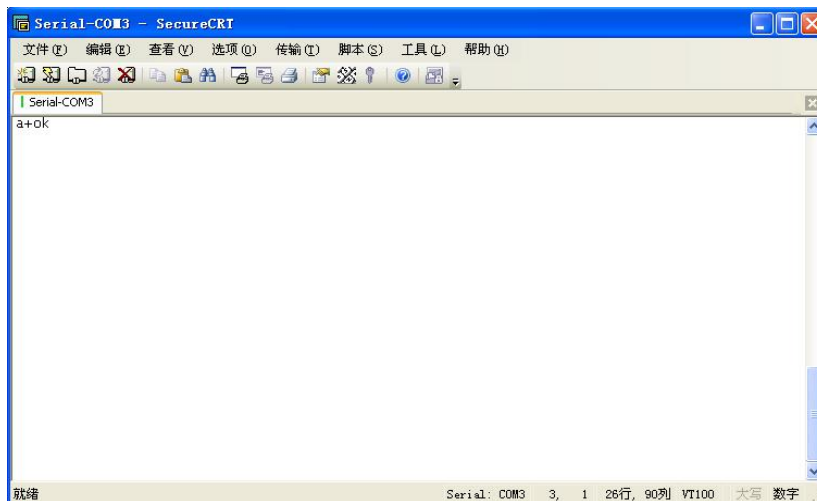 Serial-COM3 - SecureCRT
文件(F) 编辑(E) 查看(V) 选项(O) 传输(T) 脚本(S) 工具(L) 帮助(H)
Serial-COM3
a+ok
就绪 Serial: COM3 3, 1 26行, 90列 VT100 大写 数字